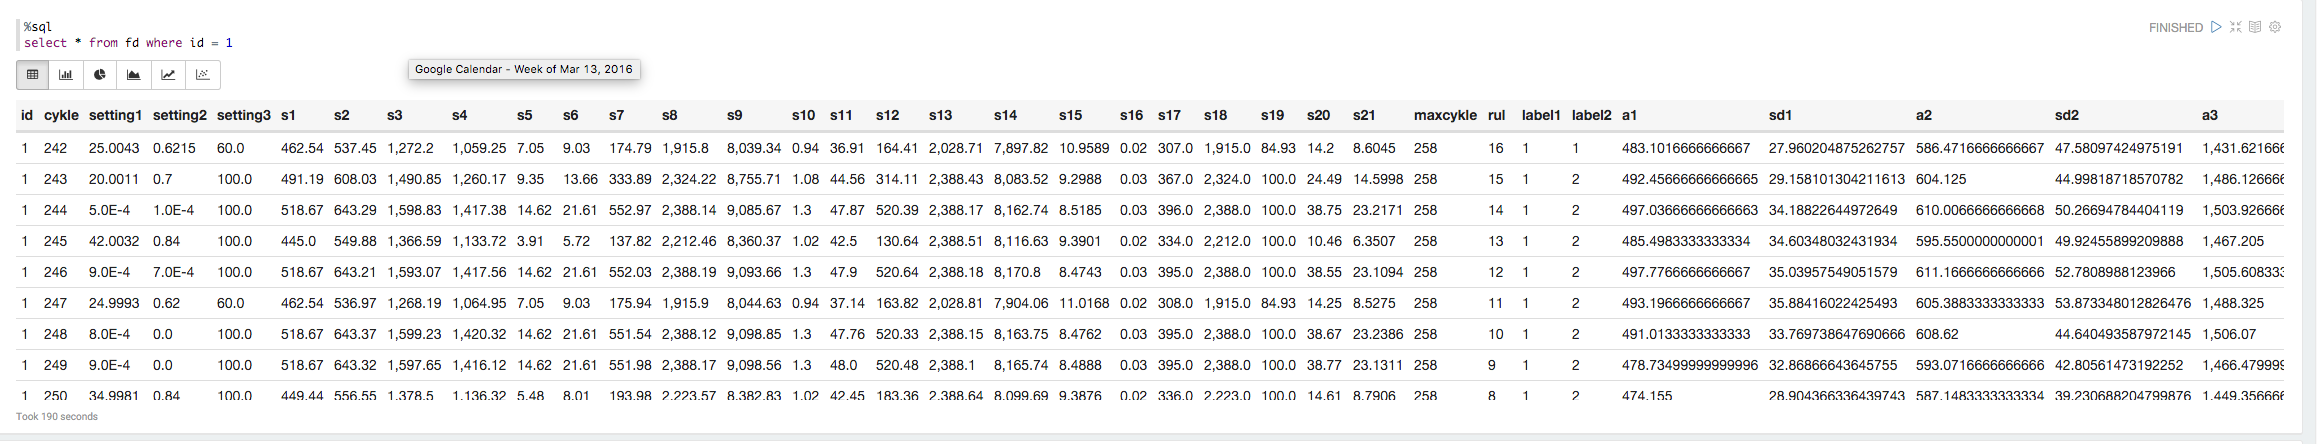 %sql
FINISHED
select * from fd where id = 1
Google Calendar - Week of Mar 13, 2016
id cykle setting1 setting2 setting3 s1 s2 s3 s4 s5 s6 s7 s8 s9 s10 s11 s12 s13 s14 s15 s16 s17 s18 s19 s20 s21 maxcykle rul label1 label2 a1 sd1 a2 sd2 a3
1 242 25.0043 0.6215 60.0 462.54 537.45 1,272.2 1,059.25 7.05 9.03 174.79 1,915.8 8,039.34 0.94 36.91 164.41 2,028.71 7,897.82 10.9589 0.02 307.0 1,915.0 84.93 14.2 8.6045 258 16 1 1 483.1016666666667 27.960204875262757 586.4716666666667 47.58097424975191 1,431.621666
1 243 20.0011 0.7 100.0 491.19 608.03 1,490.85 1,260.17 9.35 13.66 333.89 2,324.22 8,755.71 1.08 44.56 314.11 2,388.43 8,083.52 9.2988 0.03 367.0 2,324.0 100.0 24.49 14.5998 258 15 1 2 492.45666666666665 29.158101304211613 604.125 44.99818718570782 1,486.126666
1 244 5.0E-4 1.0E-4 100.0 518.67 643.29 1,598.83 1,417.38 14.62 21.61 552.97 2,388.14 9,085.67 1.3 47.87 520.39 2,388.17 8,162.74 8.5185 0.03 396.0 2,388.0 100.0 38.75 23.2171 258 14 1 2 497.03666666666663 34.18822644972649 610.0066666666668 50.26694784404119 1,503.926666
1 245 42.0032 0.84 100.0 445.0 549.88 1,366.59 1,133.72 3.91 5.72 137.82 2,212.46 8,360.37 1.02 42.5 130.64 2,388.51 8,116.63 9.3901 0.02 334.0 2,212.0 100.0 10.46 6.3507 258 13 1 2 485.4983333333334 34.60348032431934 595.5500000000001 49.92455899209888 1,467.205
1 246 9.0E-4 7.0E-4 100.0 518.67 643.21 1,593.07 1,417.56 14.62 21.61 552.03 2,388.19 9,093.66 1.3 47.9 520.64 2,388.18 8,170.8 8.4743 0.03 395.0 2,388.0 100.0 38.55 23.1094 258 12 1 2 497.7766666666667 35.03957549051579 611.1666666666666 52.7808988123966 1,505.608333
1 247 24.9993 0.62 60.0 462.54 536.97 1,268.19 1,064.95 7.05 9.03 175.94 1,915.9 8,044.63 0.94 37.14 163.82 2,028.81 7,904.06 11.0168 0.02 308.0 1,915.0 84.93 14.25 8.5275 258 11 1 2 493.1966666666667 35.88416022425493 605.3883333333333 53.873348012826476 1,488.325
1 248 8.0E-4 0.0 100.0 518.67 643.37 1,599.23 1,420.32 14.62 21.61 551.54 2,388.12 9,098.85 1.3 47.76 520.33 2,388.15 8,163.75 8.4762 0.03 395.0 2,388.0 100.0 38.67 23.2386 258 10 1 2 491.0133333333333 33.769738647690666 608.62 44.640493587972145 1,506.07
1 249 9.0E-4 0.0 100.0 518.67 643.32 1,597.65 1,416.12 14.62 21.61 551.98 2,388.17 9,098.56 1.3 48.0 520.48 2,388.1 8,165.74 8.4888 0.03 395.0 2,388.0 100.0 38.77 23.1311 258 9 1 2 478.73499999999996 32.86866643645755 593.0716666666666 42.80561473192252 1,466.479999
1 250 34.9981 0.84 100.0 449.44 556.55 1,378.5 1,136.32 5.48 8.01 193.98 2,223.57 8,382.83 1.02 42.45 183.36 2,388.64 8,099.69 9.3876 0.02 336.0 2,223.0 100.0 14.61 8.7906 258 8 1 2 474.155 28.904366336439743 587.1483333333334 39.230688204799876 1,449.356666
Took 190 seconds